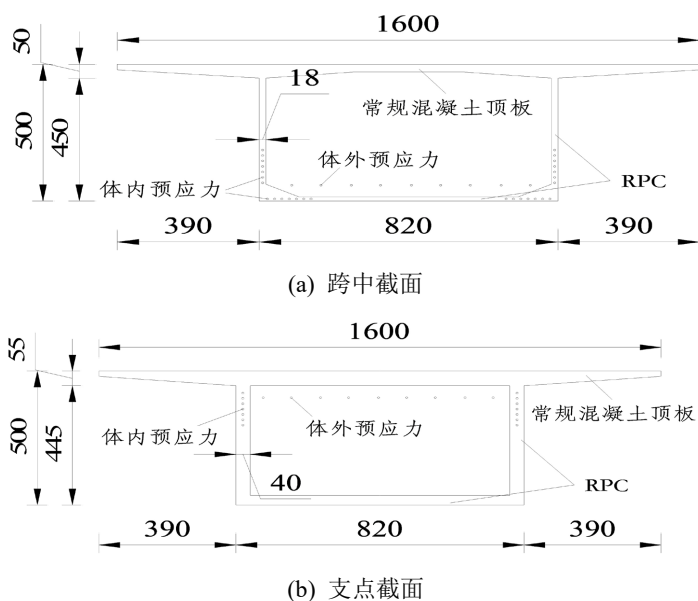 1600
50
18
常规混凝土顶板
500
450
体外预应力
体内预应力
RPC
390
820
390
(a) 跨中截面
1600
55
常规混凝土顶板
500
445
体内预应力
体外预应力
40
RPC
390
820
390
(b) 支点截面